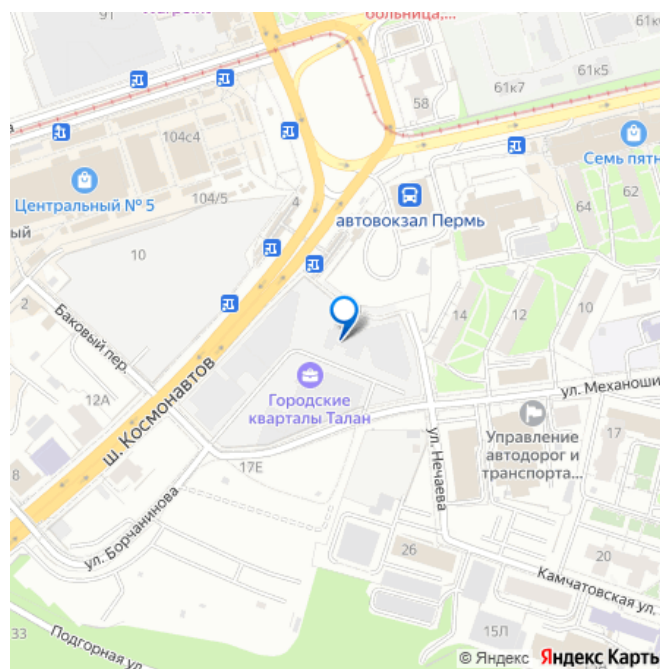 91
больница,...
61к7
61к5
58
104с4
Центральный № 5
104/5
4
автовокзал Пермь
Семь пятн
64
62
ный
10
2
Баковый пер.
14
12
10
ш. Космонавтов
Городские
кварталы Талан
12А
ул. Механоши
Управление
автодорог и
транспорта...
17
ул. Нечаева
17Е
8
ул. Борчанинова
26
20
Камчатовская ул.
33
Подгорная ул.
15Л
© Яндекс Яндекс Карты